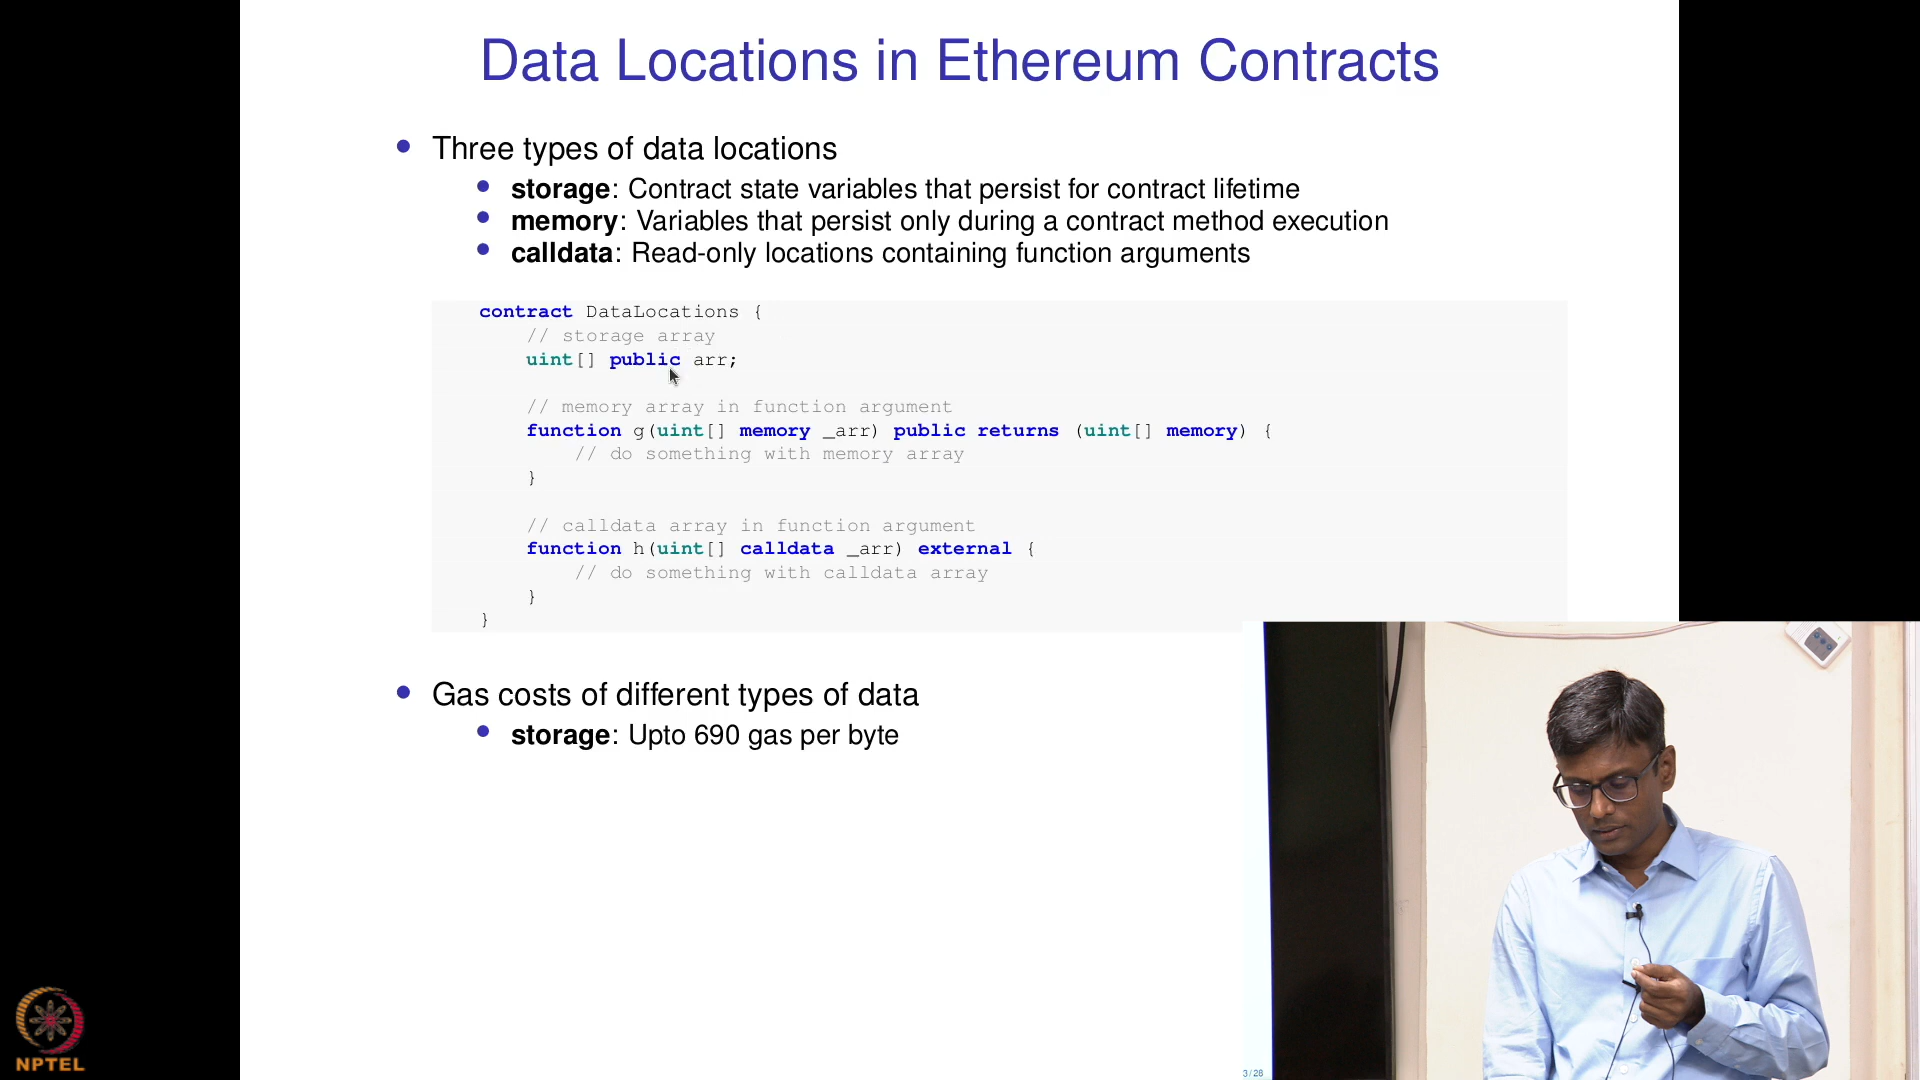 Data Locations in Ethereum Contracts
Three types of data locations
storage: Contract state variables that persist for contract lifetime
memory: Variables that persist only during a contract method execution
calldata: Read-only locations containing function arguments
contract DataLocations {
// storage array
uint[] public arr;
// memory array in function argument
function g(uint[] memory _arr) public returns (uint[] memory) {
// do something with memory array
}
// calldata array in function argument
function h(uint[] calldata _arr) external {
// do something with calldata array
}
}
Gas costs of different types of data
storage: Upto 690 gas per byte
3/28
NPTEL